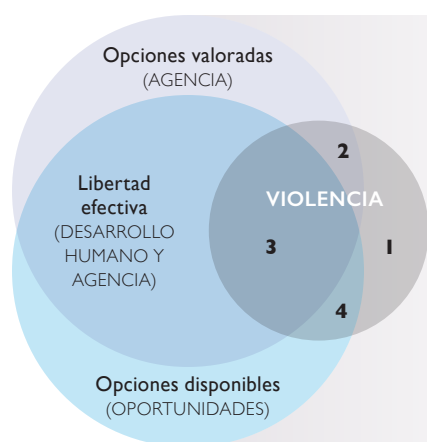 Opciones valoradas
(AGENCIA)
2
Libertad
efectiva
(DESARROLLO
HUMANO Y
AGENCIA)
VIOLENCIA
3
1
4
Opciones disponibles
(OPORTUNIDADES)